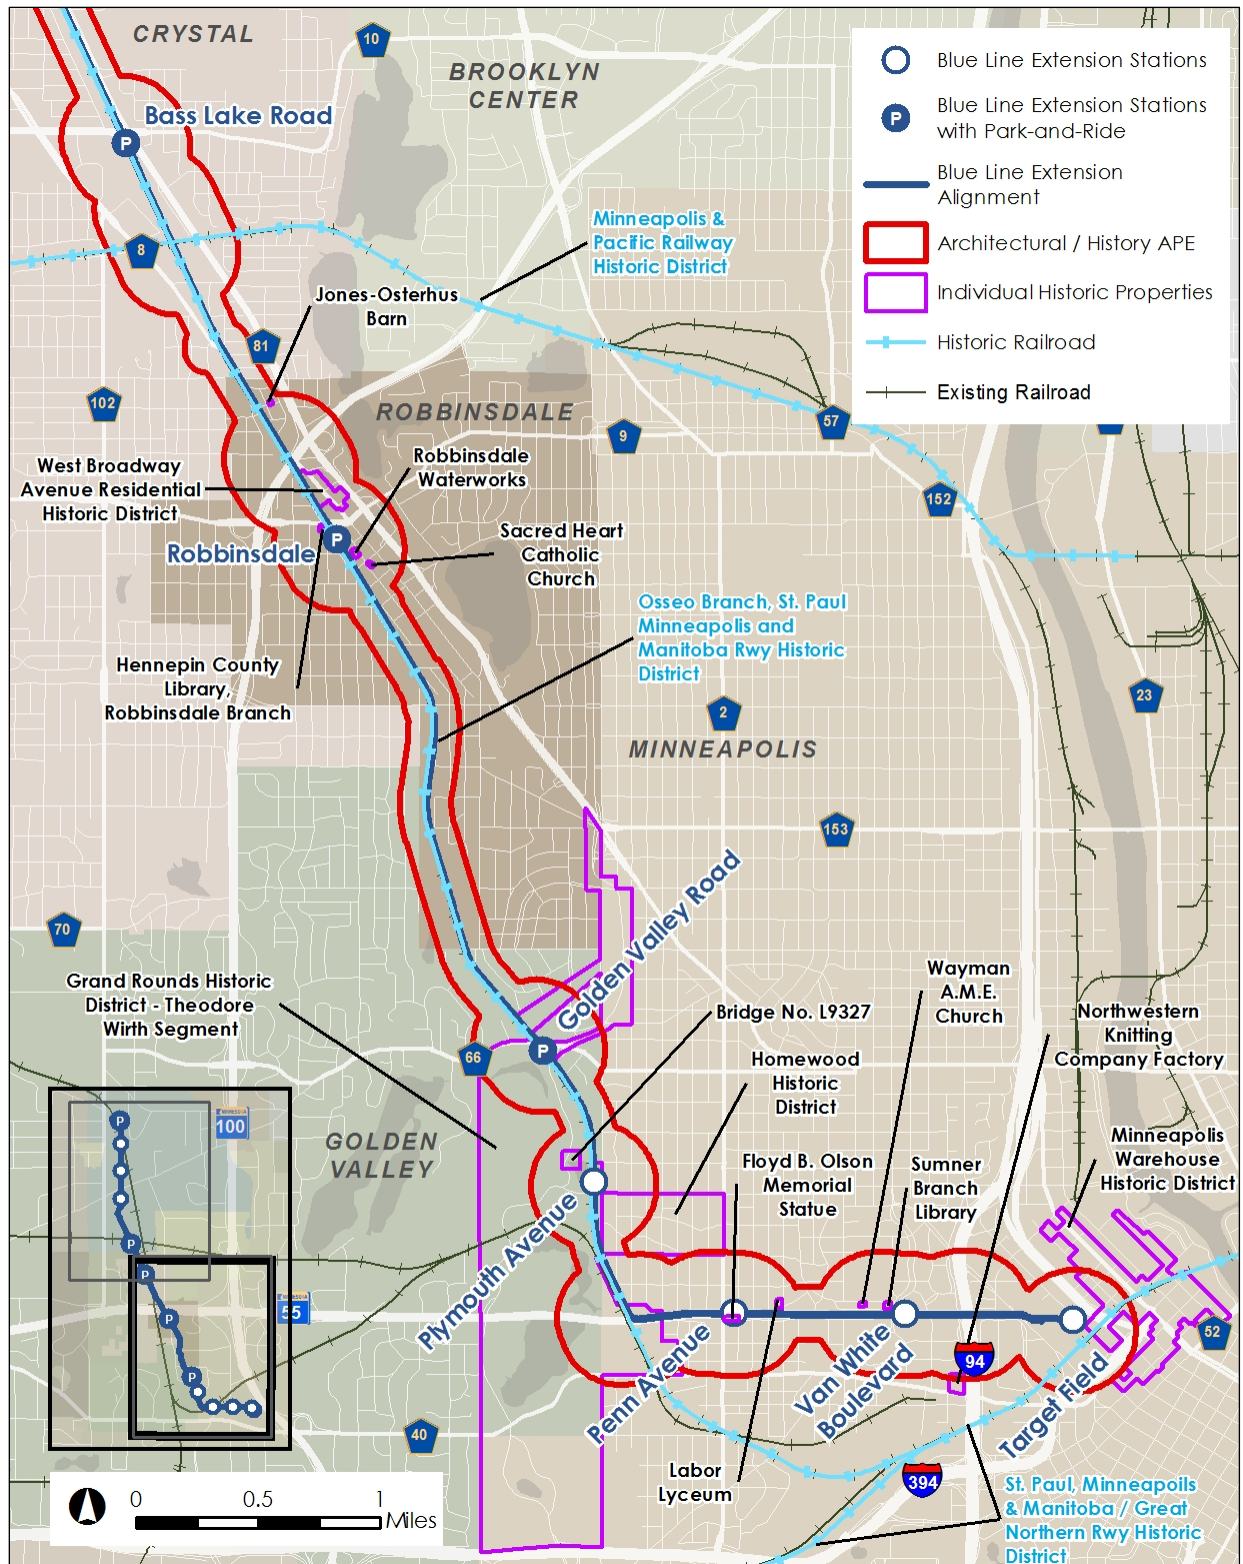 CRYSTAL
10
BROOKLYN
CENTER
Bass Lake Road
P
8
Minneapolis &
Pacific Railway
Historic District
Blue Line Extension Stations
P
Blue Line Extension Stations
with Park-and-Ride
Blue Line Extension
Alignment
Architectural / History APE
Individual Historic Properties
Historic Railroad
Existing Railroad
Jones-Osterhus
Barn
81
102
ROBBINSDALE
9
57
152
West Broadway
Avenue Residential
Historic District
Robbinsdale
Waterworks
Robbinsdale
P
Sacred Heart
Catholic
Church
Osseo Branch, St. Paul
Minneapolis and
Manitoba Rwy Historic
District
Hennepin County
Library,
Robbinsdale Branch
2
23
MINNEAPOLIS
153
70
Golden Valley Road
Grand Rounds Historic
District - Theodore
Wirth Segment
66
P
Bridge No. L9327
Wayman
A.M.E.
Church
Northwestern
Knitting
Company Factory
Homewood
Historic
District
GOLDEN
VALLEY
Minneapolis
Warehouse
Historic District
Floyd B. Olson
Memorial
Statue
Sumner
Branch
Library
Plymouth Avenue
Penn Avenue
Van White
Boulevard
94
Target Field
52
P
MINNESOTA
100
P
P
P
P
MINNESOTA
55
40
Labor
Lyceum
394
St. Paul, Minneapoils
& Manitoba / Great
Northern Rwy Historic
District
0 0.5 1
Miles